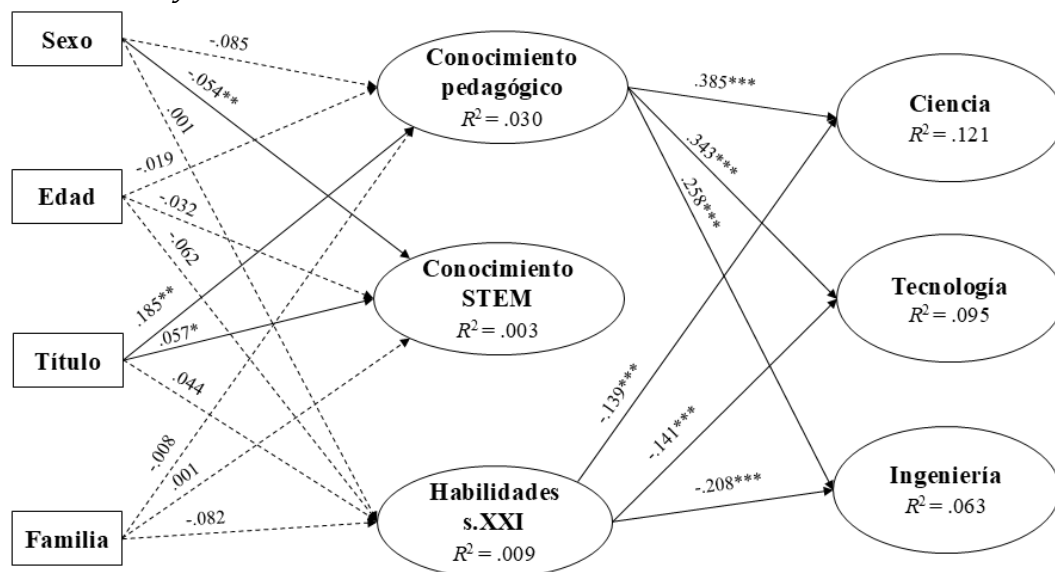 Sexo
Edad
Título
Familia
-.085
-.054**
.001
-.019
-.032
-.062
.185**
.057*
.044
-.008
.001
-.082
Conocimiento
pedagógico
R² = .030
Conocimiento
STEM
R² = .003
Habilidades
s.XXI
R² = .009
.385***
.343***
.258***
-.139***
-.141***
-.208***
Ciencia
R² = .121
Tecnología
R² = .095
Ingeniería
R² = .063